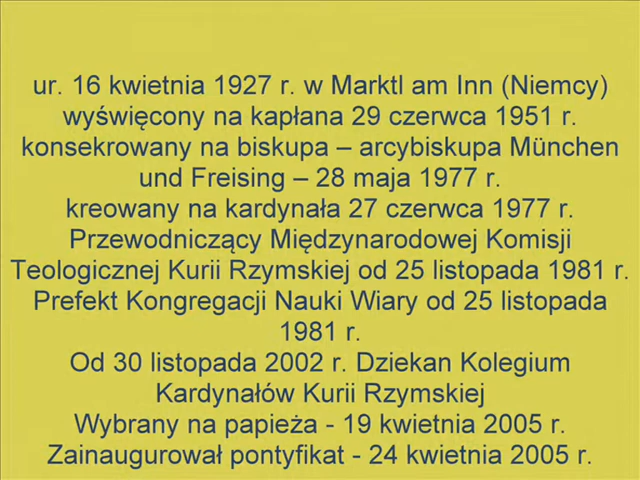 ur. 16 kwietnia 1927 r. w Marktl am Inn (Niemcy)
wyświęcony na kapłana 29 czerwca 1951 r.
konsekrowany na biskupa – arcybiskupa München
und Freising – 28 maja 1977 r.
kreowany na kardynała 27 czerwca 1977 r.
Przewodniczący Międzynarodowej Komisji
Teologicznej Kurii Rzymskiej od 25 listopada 1981 r.
Prefekt Kongregacji Nauki Wiary od 25 listopada
1981 r.
Od 30 listopada 2002 r. Dziekan Kolegium
Kardynałów Kurii Rzymskiej
Wybrany na papieża - 19 kwietnia 2005 r.
Zainaugurował pontyfikat - 24 kwietnia 2005 r.